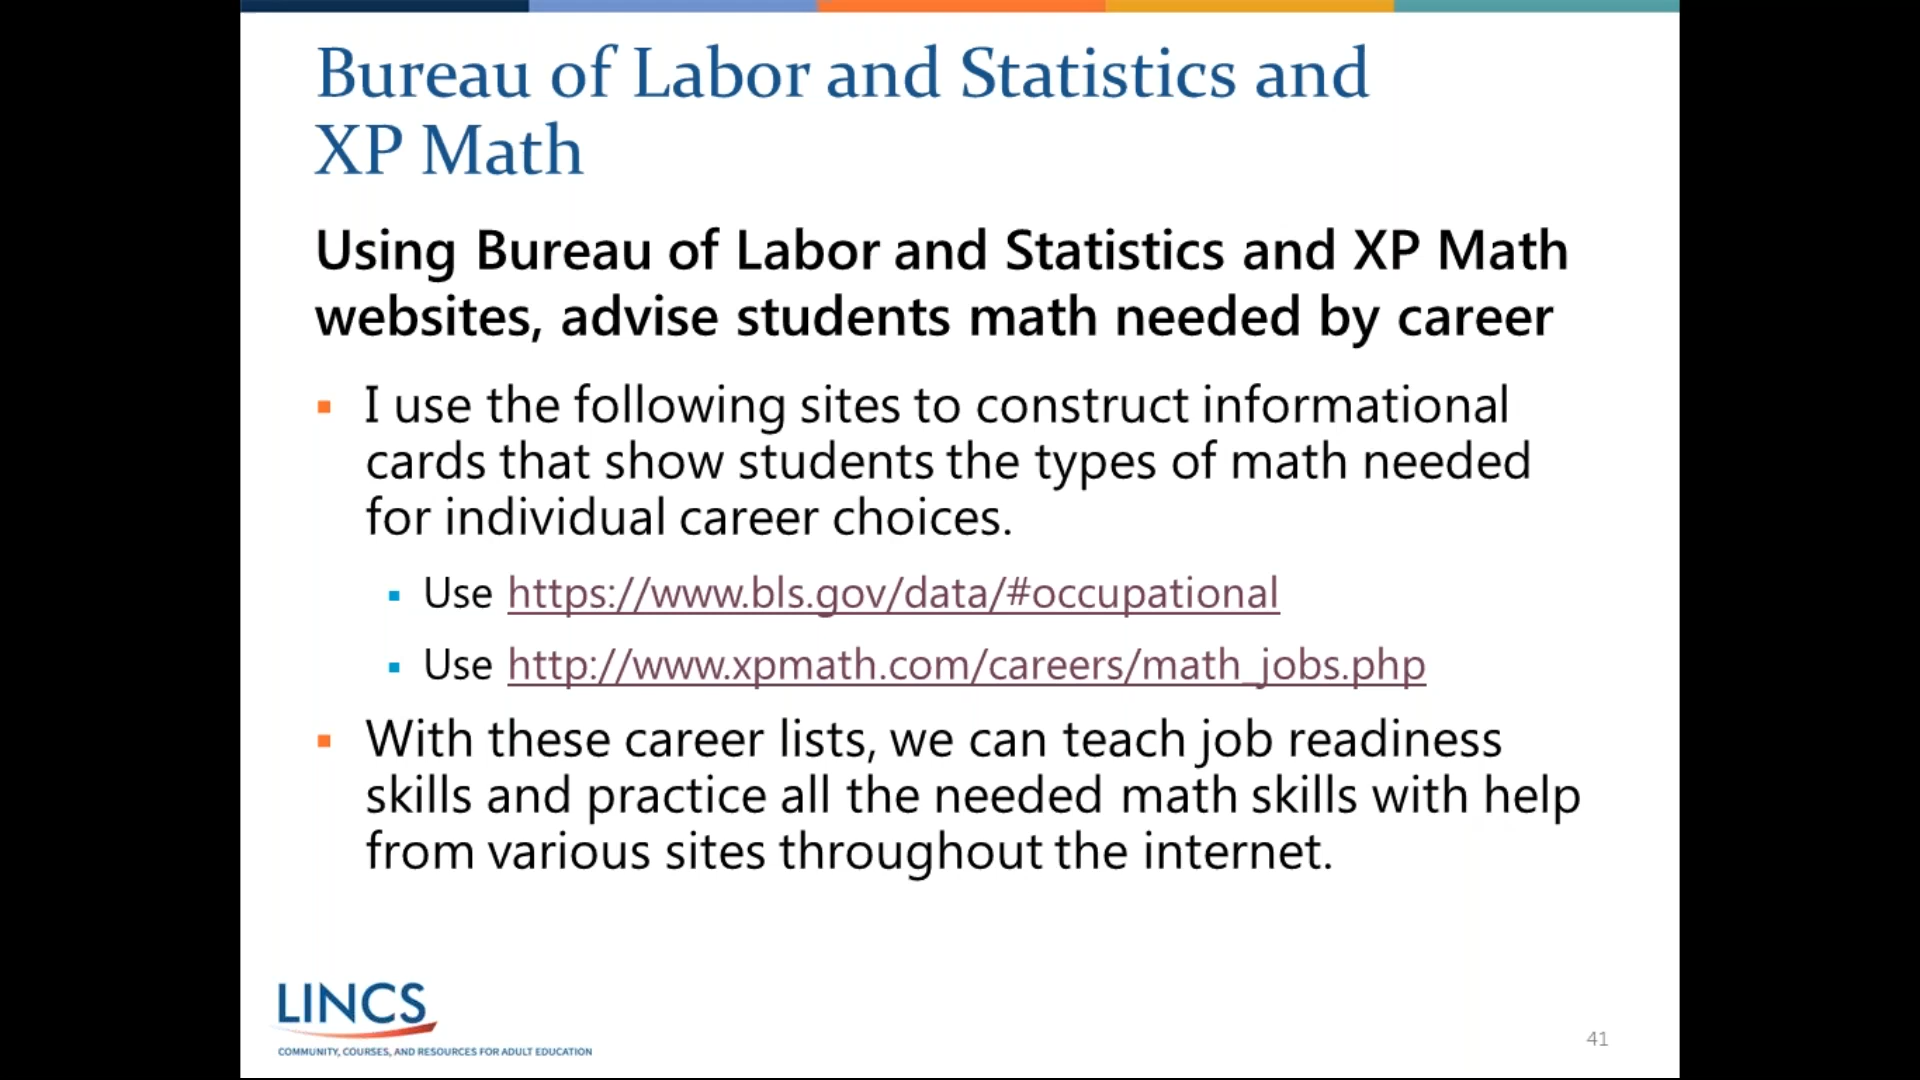 Bureau of Labor and Statistics and
XP Math
Using Bureau of Labor and Statistics and XP Math
websites, advise students math needed by career
I use the following sites to construct informational
cards that show students the types of math needed
for individual career choices.
Use https://www.bls.gov/data/#occupational
Use http://www.xpmath.com/careers/math_jobs.php
With these career lists, we can teach job readiness
skills and practice all the needed math skills with help
from various sites throughout the internet.
LINCS
COMMUNITY, COURSES, AND RESOURCES FOR ADULT EDUCATION
41